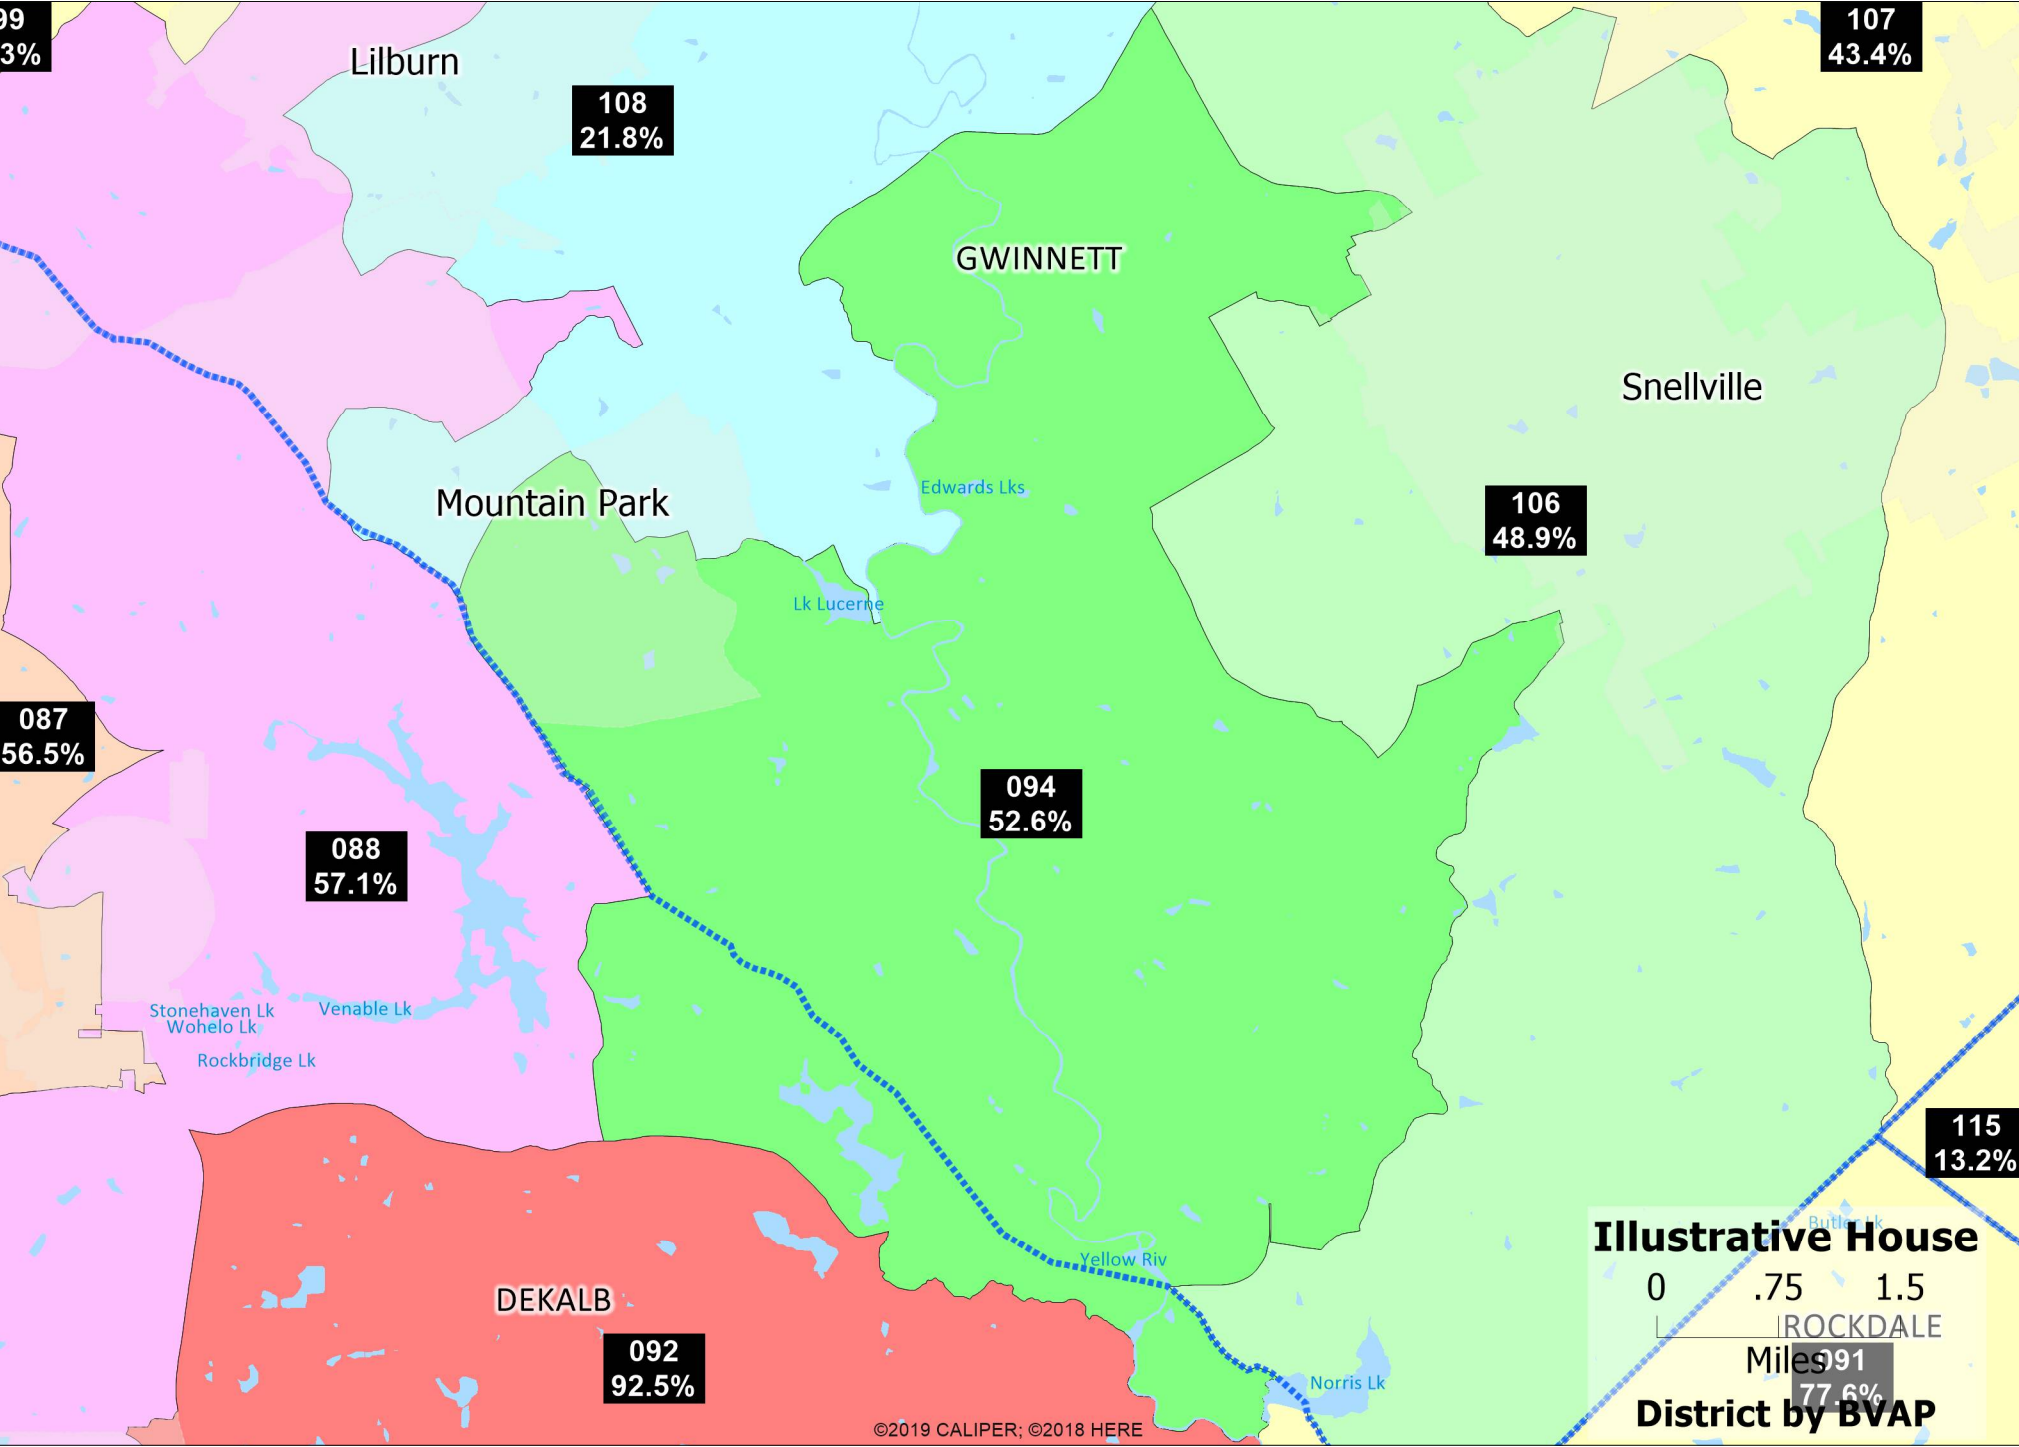 99
3%
107
43.4%
Lilburn
108
21.8%
GWINNETT
Snellville
Edwards Lks
Mountain Park
106
48.9%
Lk Lucerne
087
56.5%
094
52.6%
088
57.1%
Stonehaven Lk
Wohelo Lk
Venable Lk
Rockbridge Lk
115
13.2%
Butler Lk
Illustrative House
0 .75 1.5
Yellow Riv
DEKALB
ROCKDALE
Miles
091
77.6%
092
92.5%
Norris Lk
District by BVAP
©2019 CALIPER; ©2018 HERE